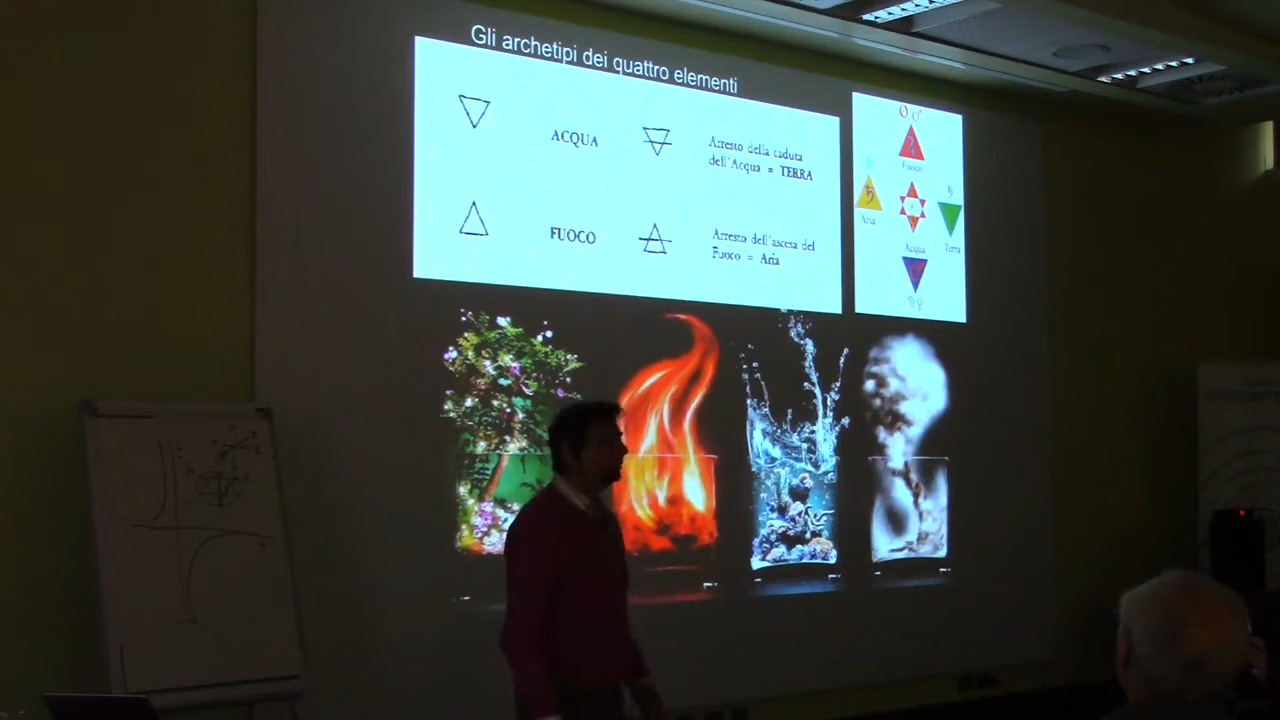 Gli archetipi dei quattro elementi
ACQUA
Arresto della caduta
dell'Acqua = TERRA
FUOCO
Arresto dell'ascesa del
Fuoco = Aria
Fuoco
Aria
Terra
Acqua